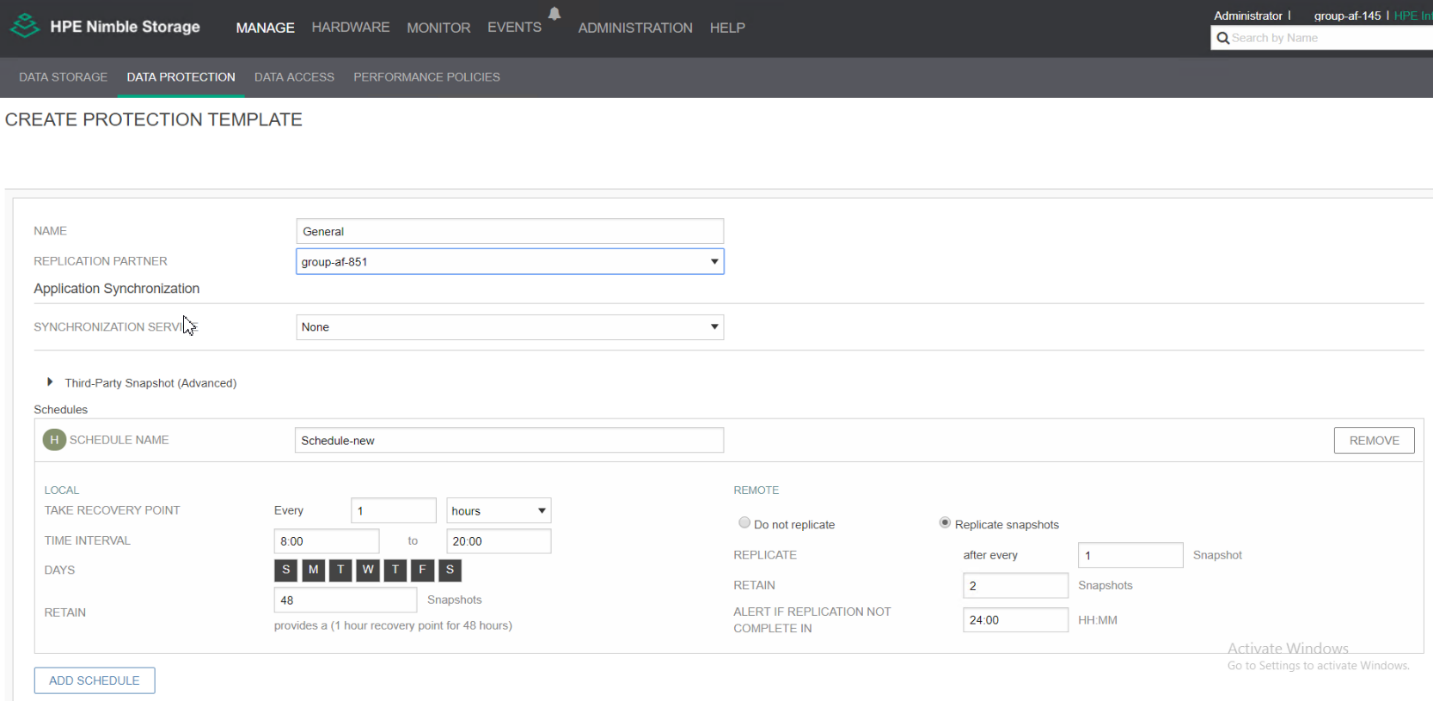 HPE Nimble Storage MANAGE HARDWARE MONITOR EVENTS ADMINISTRATION HELP
Administrator | group-af-145 |
Search by Name
DATA STORAGE DATA PROTECTION DATA ACCESS PERFORMANCE POLICIES
CREATE PROTECTION TEMPLATE
NAME General
REPLICATION PARTNER group-af-851
Application Synchronization
SYNCHRONIZATION SERVICE None
Third-Party Snapshot (Advanced)
Schedules
H SCHEDULE NAME Schedule-new REMOVE
LOCAL
TAKE RECOVERY POINT Every 1 hours
TIME INTERVAL 8:00 to 20:00
DAYS S M T W T F S
RETAIN 48 Snapshots
provides a (1 hour recovery point for 48 hours)
REMOTE
Do not replicate Replicate snapshots
REPLICATE after every 1 Snapshot
RETAIN 2 Snapshots
ALERT IF REPLICATION NOT
COMPLETE IN 24:00 HH:MM
ADD SCHEDULE
Activate Windows
Go to Settings to activate Windows.